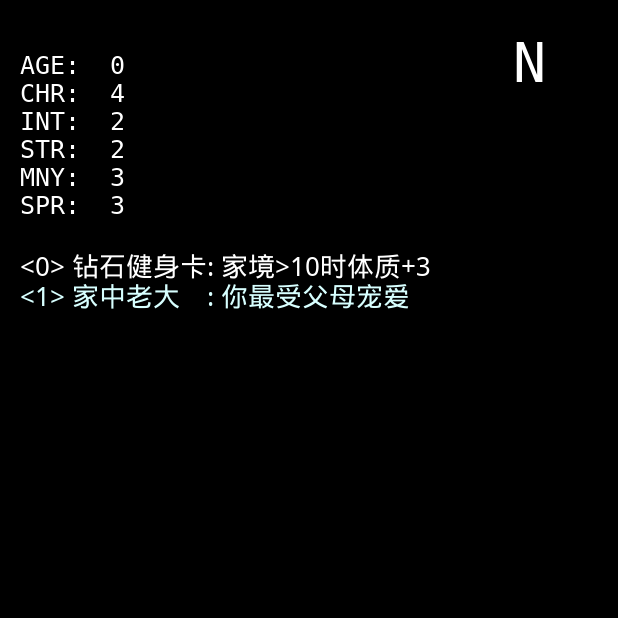 N
AGE: 0
CHR: 4
INT: 2
STR: 2
MNY: 3
SPR: 3
<0> 钻石健身卡: 家境>10时体质+3
<1> 家中老大 : 你最受父母宠爱